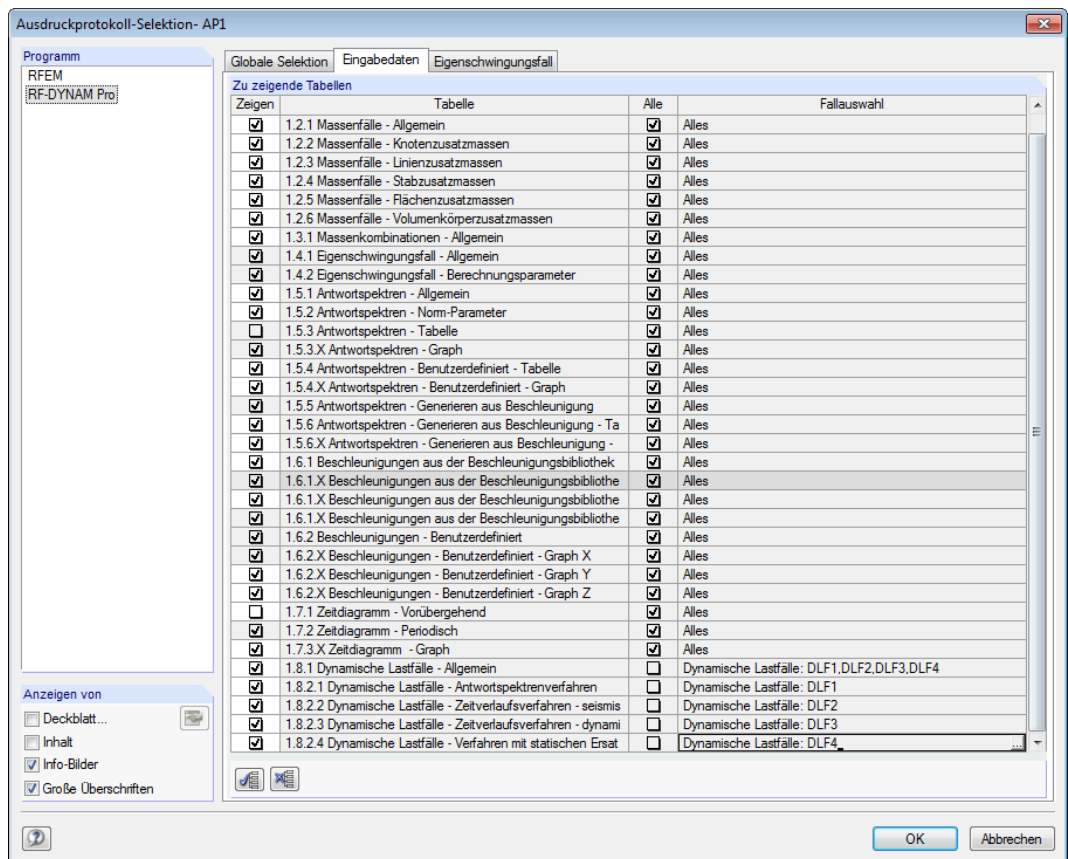 Ausdruckprotokoll-Selektion- AP1
Programm
RFEM
RF-DYNAM Pro
Globale Selektion Eingabedaten Eigenschwingungsfall
Zu zeigende Tabellen
Zeigen Tabelle Alle Fallauswahl
1.2.1 Massenfälle - Allgemein Alles
1.2.2 Massenfälle - Knotenzusatzmassen Alles
1.2.3 Massenfälle - Linienzusatzmassen Alles
1.2.4 Massenfälle - Stabzusatzmassen Alles
1.2.5 Massenfälle - Flächenzusatzmassen Alles
1.2.6 Massenfälle - Volumenkörperzusatzmassen Alles
1.3.1 Massenkombinationen - Allgemein Alles
1.4.1 Eigenschwingungsfall - Allgemein Alles
1.4.2 Eigenschwingungsfall - Berechnungsparameter Alles
1.5.1 Antwortspektren - Allgemein Alles
1.5.2 Antwortspektren - Norm-Parameter Alles
1.5.3 Antwortspektren - Tabelle Alles
1.5.3.X Antwortspektren - Graph Alles
1.5.4 Antwortspektren - Benutzerdefiniert - Tabelle Alles
1.5.4.X Antwortspektren - Benutzerdefiniert - Graph Alles
1.5.5 Antwortspektren - Generieren aus Beschleunigung Alles
1.5.6 Antwortspektren - Generieren aus Beschleunigung - Ta Alles
1.5.6.X Antwortspektren - Generieren aus Beschleunigung - Alles
1.6.1 Beschleunigungen aus der Beschleunigungsbibliothek Alles
1.6.1.X Beschleunigungen aus der Beschleunigungsbibliothe Alles
1.6.1.X Beschleunigungen aus der Beschleunigungsbibliothe Alles
1.6.1.X Beschleunigungen aus der Beschleunigungsbibliothe Alles
1.6.2 Beschleunigungen - Benutzerdefiniert Alles
1.6.2.X Beschleunigungen - Benutzerdefiniert - Graph X Alles
1.6.2.X Beschleunigungen - Benutzerdefiniert - Graph Y Alles
1.6.2.X Beschleunigungen - Benutzerdefiniert - Graph Z Alles
1.7.1 Zeitdiagramm - Vorübergehend Alles
1.7.2 Zeitdiagramm - Periodisch Alles
1.7.3.X Zeitdiagramm - Graph Alles
1.8.1 Dynamische Lastfälle - Allgemein Dynamische Lastfälle: DLF1,DLF2,DLF3,DLF4
1.8.2.1 Dynamische Lastfälle - Antwortspektrenverfahren Dynamische Lastfälle: DLF1
1.8.2.2 Dynamische Lastfälle - Zeitverlaufsverfahren - seismis Dynamische Lastfälle: DLF2
1.8.2.3 Dynamische Lastfälle - Zeitverlaufsverfahren - dynami Dynamische Lastfälle: DLF3
1.8.2.4 Dynamische Lastfälle - Verfahren mit statischen Ersat Dynamische Lastfälle: DLF4 ...
Anzeigen von
Deckblatt...
Inhalt
Info-Bilder
Große Überschriften
OK Abbrechen